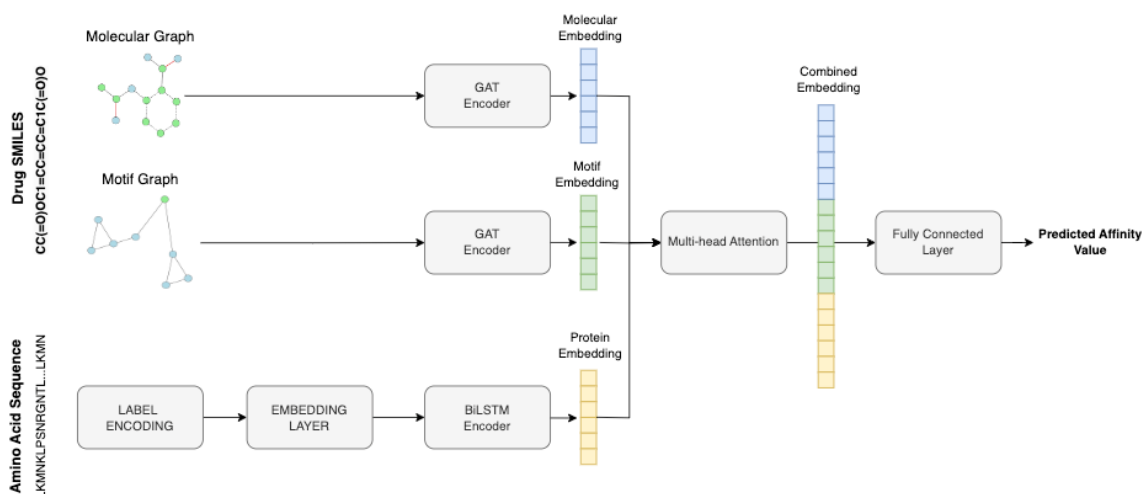 Molecular Graph
Motif Graph
Drug SMILES
CC(=O)OC1=CC=CC=C1C(=O)O
GAT
Encoder
Molecular
Embedding
GAT
Encoder
Motif
Embedding
Multi-head Attention
Combined
Embedding
Fully Connected
Layer
Predicted Affinity
Value
Amino Acid Sequence
LKMNKLPSNRGNTL...LKMN
LABEL
ENCODING
EMBEDDING
LAYER
BiLSTM
Encoder
Protein
Embedding